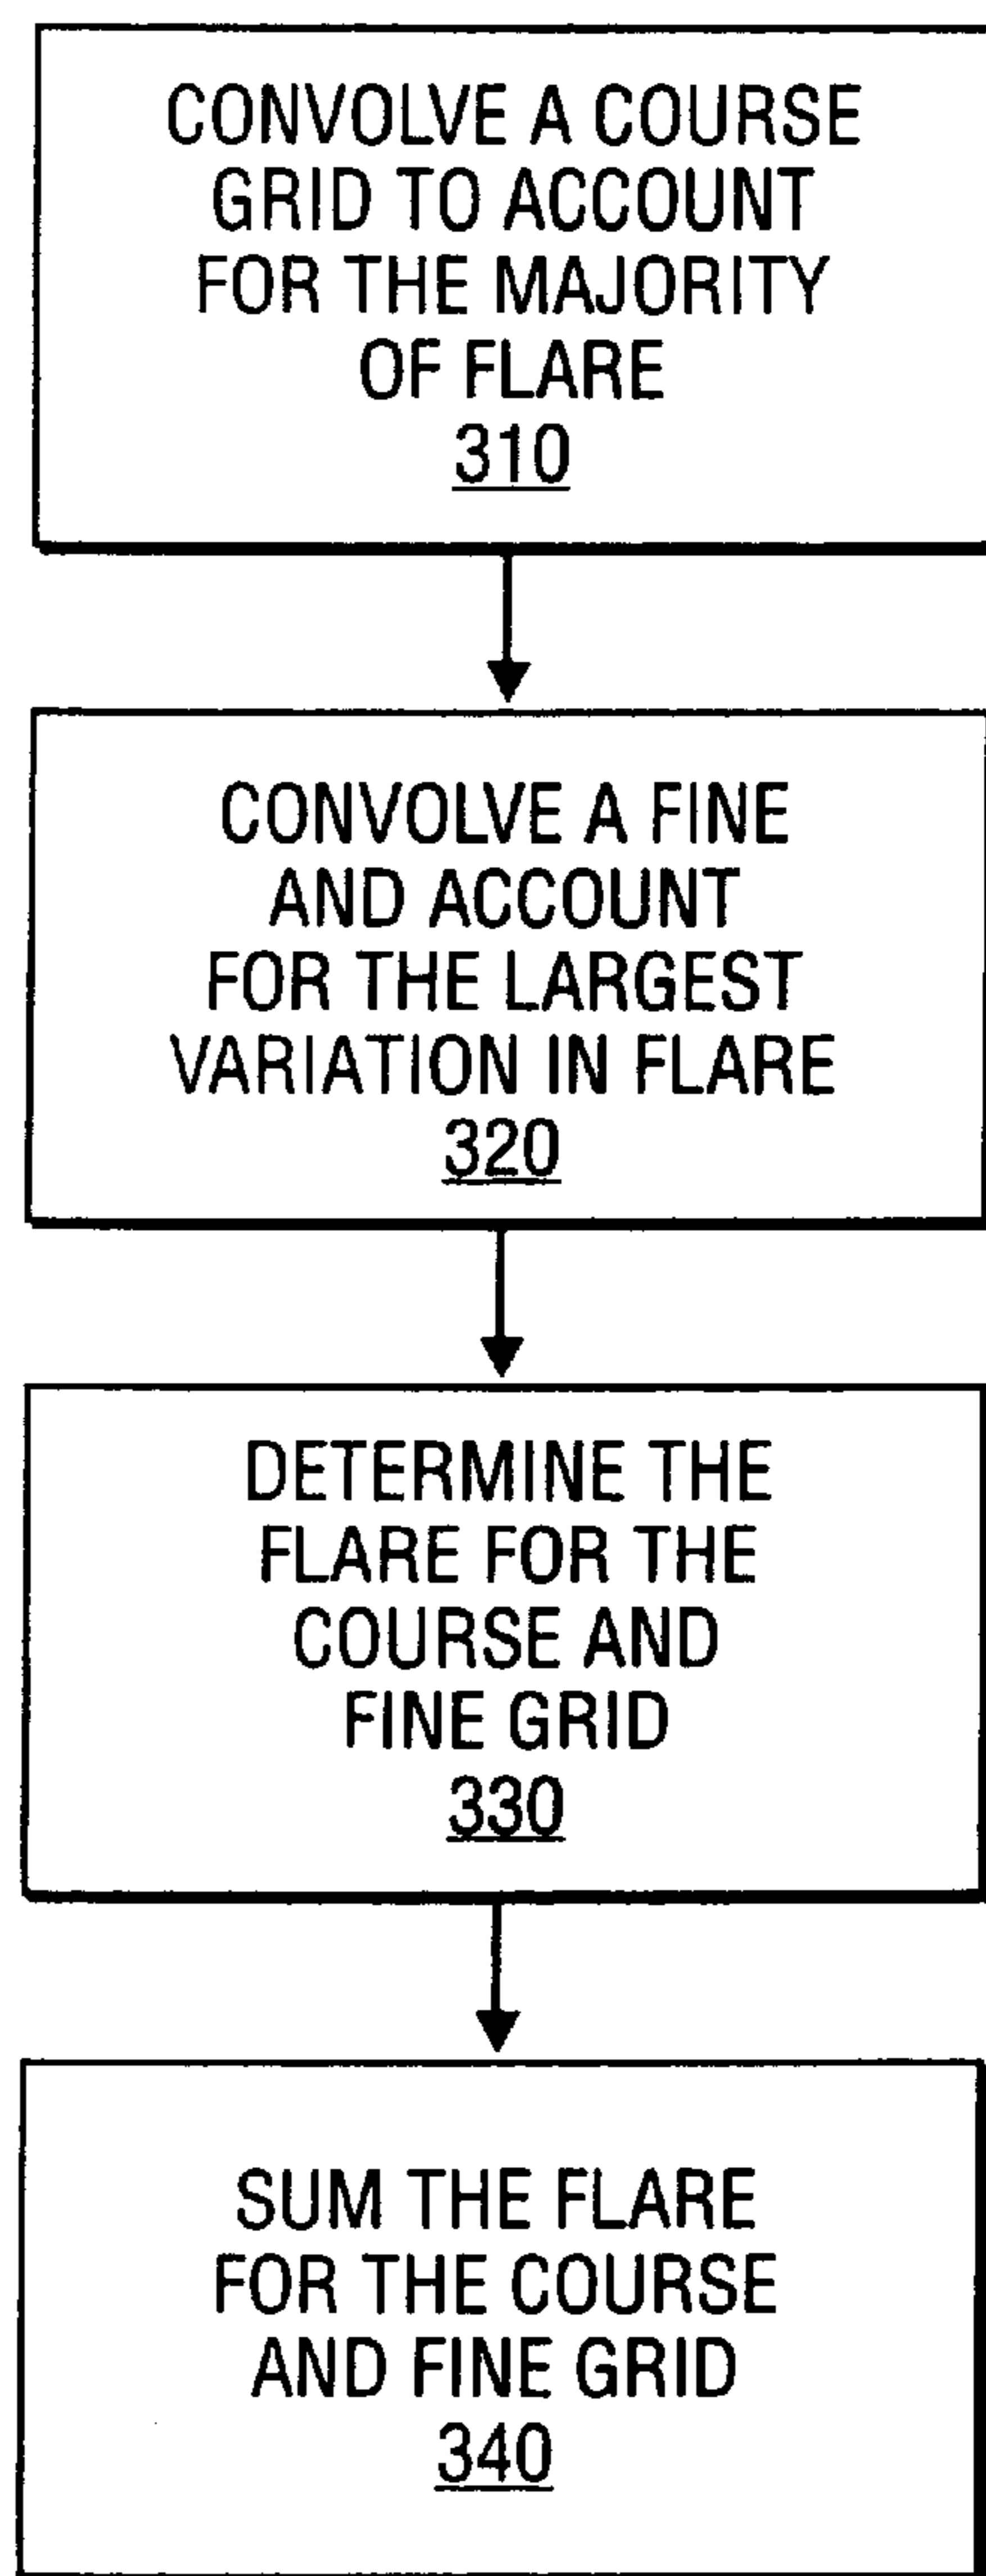 CONVOLVE A COURSE
GRID TO ACCOUNT
FOR THE MAJORITY
OF FLARE
310
CONVOLVE A FINE
AND ACCOUNT
FOR THE LARGEST
VARIATION IN FLARE
320
DETERMINE THE
FLARE FOR THE
COURSE AND
FINE GRID
330
SUM THE FLARE
FOR THE COURSE
AND FINE GRID
340